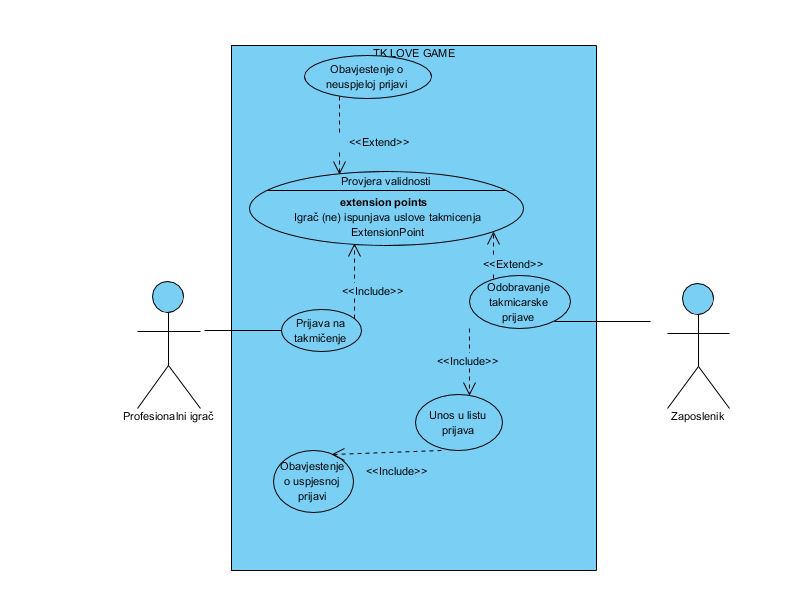 TK LOVE GAME
Obavjestenje o
neuspjeloj prijavi
<<Extend>>
Provjera validnosti
extension points
Igrač (ne) ispunjava uslove takmicenja
ExtensionPoint
<<Extend>>
<<Include>>
Odobravanje
takmicarske
prijave
Prijava na
takmičenje
<<Include>>
Profesionalni igrač
Zaposlenik
Unos u listu
prijava
<<Include>>
Obavjestenje
o uspjesnoj
prijavi